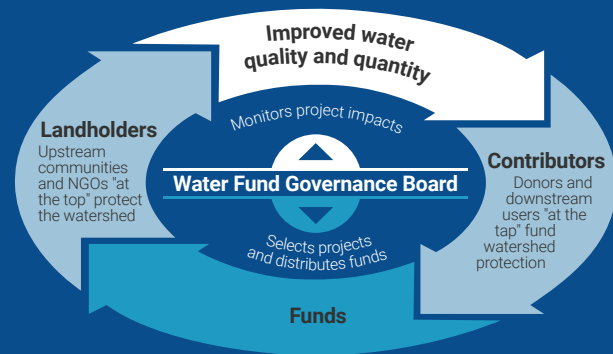 Improved water
quality and quantity
Monitors project impacts
Landholders
Upstream
communities
and NGOs "at
the top" protect
the watershed
Water Fund Governance Board
Contributors
Donors and
downstream
users "at the
tap" fund
watershed
protection
Selects projects
and distributes funds
Funds